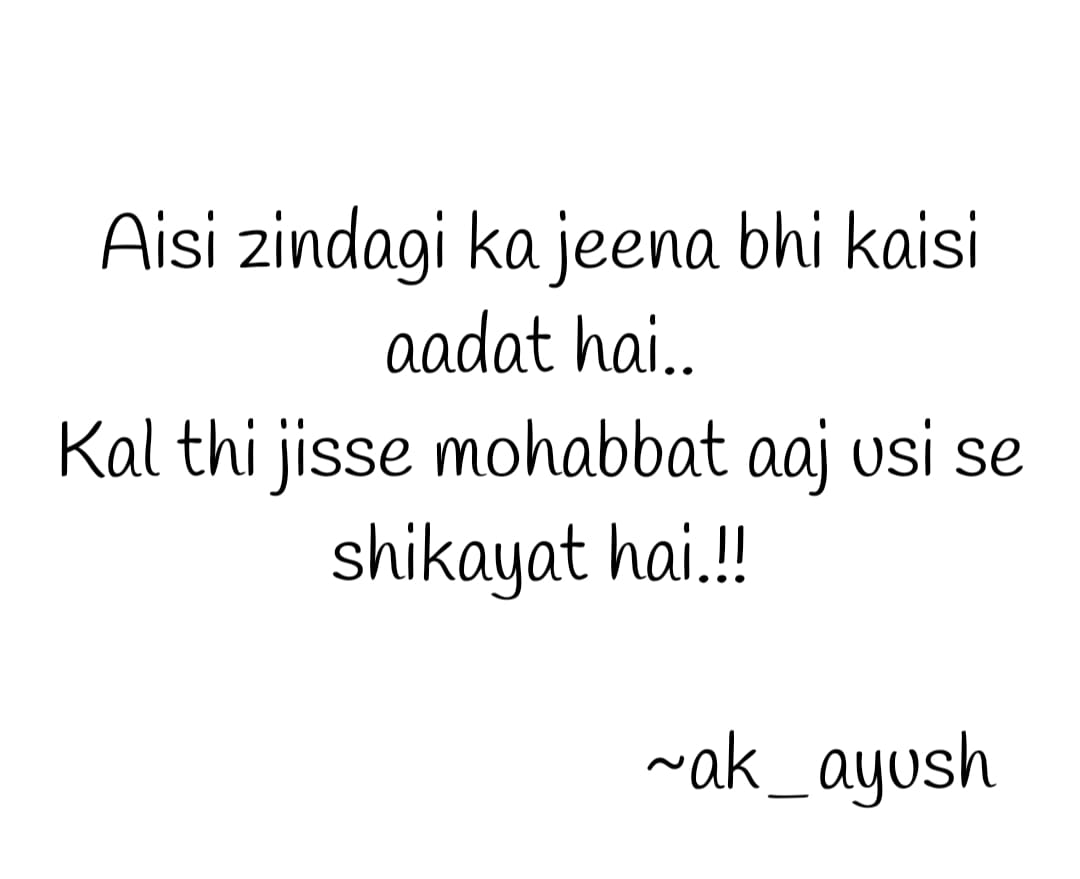 Aisi zindagi ka jeena bhi kaisi
aadat hai..
Kal thi jisse mohabbat aaj usi se
shikayat hai.!!
~ak_ayush